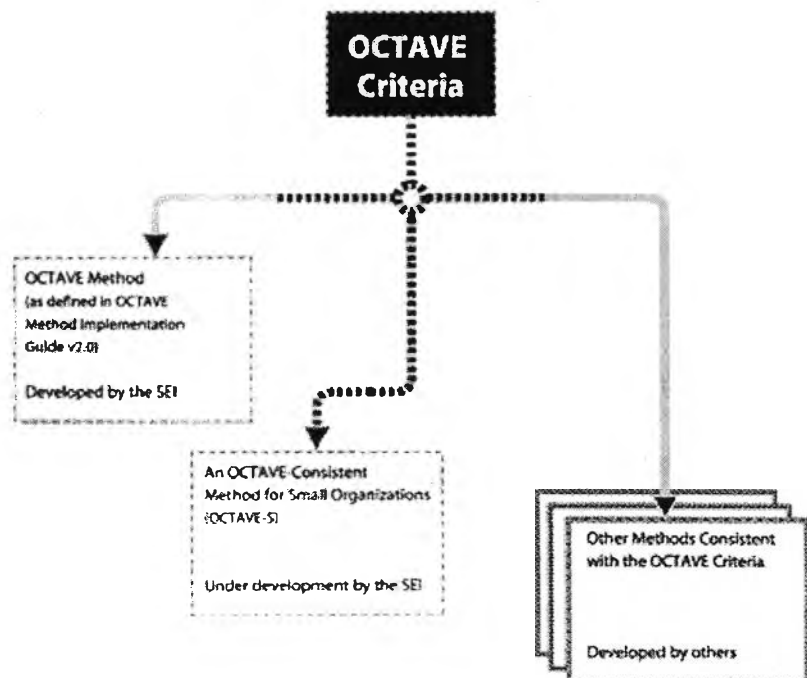 OCTAVE
Criteria
OCTAVE Method
(as defined in OCTAVE
Method Implementation
Guide v2.0)
Developed by the SEI
An OCTAVE-Consistent
Method for Small Organizations
(OCTAVE-S)
Under development by the SEI
Other Methods Consistent
with the OCTAVE Criteria
Developed by others